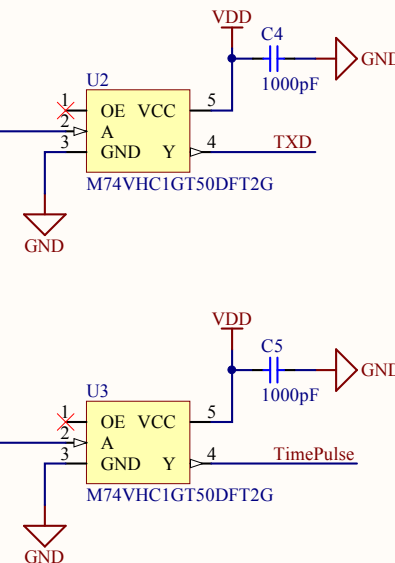 VDD
C4
GND
1000pF
U2
1 OE VCC 5
2 A
3 GND Y 4 TXD
M74VHC1GT50DFT2G
GND
VDD
C5
GND
1000pF
U3
1 OE VCC 5
2 A
3 GND Y 4 TimePulse
M74VHC1GT50DFT2G
GND